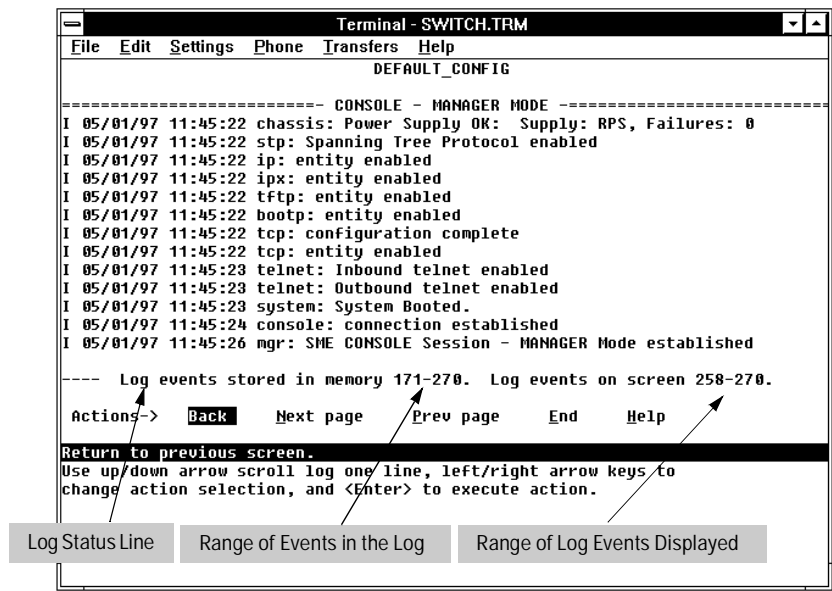 Terminal - SWITCH.TRM
File Edit Settings Phone Transfers Help
DEFAULT_CONFIG
==========================- CONSOLE - MANAGER MODE -===========================
I 05/01/97 11:45:22 chassis: Power Supply OK: Supply: RPS, Failures: 0
I 05/01/97 11:45:22 stp: Spanning Tree Protocol enabled
I 05/01/97 11:45:22 ip: entity enabled
I 05/01/97 11:45:22 ipx: entity enabled
I 05/01/97 11:45:22 tftp: entity enabled
I 05/01/97 11:45:22 bootp: entity enabled
I 05/01/97 11:45:22 tcp: configuration complete
I 05/01/97 11:45:22 tcp: entity enabled
I 05/01/97 11:45:23 telnet: Inbound telnet enabled
I 05/01/97 11:45:23 telnet: Outbound telnet enabled
I 05/01/97 11:45:23 system: System Booted.
I 05/01/97 11:45:24 console: connection established
I 05/01/97 11:45:26 mgr: SME CONSOLE Session - MANAGER Mode established
---- Log events stored in memory 171-270. Log events on screen 258-270.
Actions-> Back Next page Prev page End Help
Return to previous screen.
Use up/down arrow scroll log one line, left/right arrow keys to
change action selection, and <Enter> to execute action.
Log Status Line
Range of Events in the Log
Range of Log Events Displayed